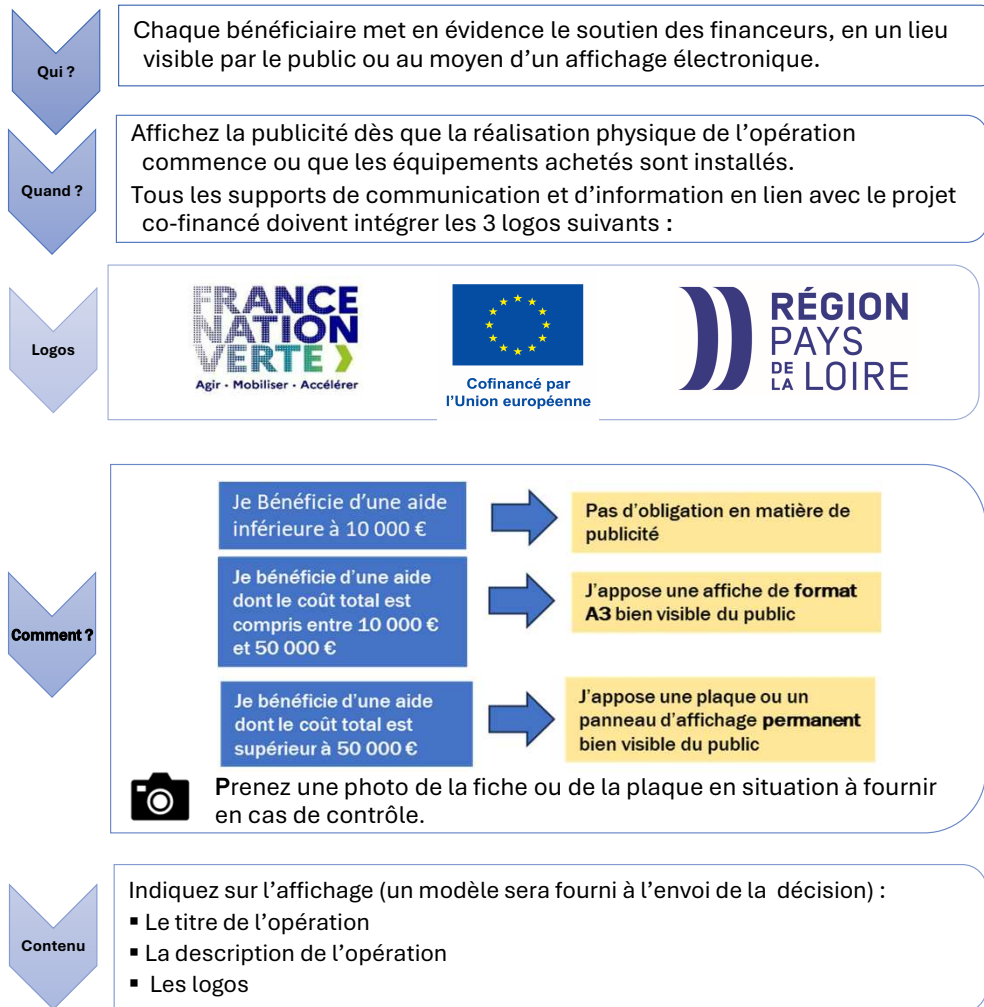 Qui ?
Chaque bénéficiaire met en évidence le soutien des financeurs, en un lieu
visible par le public ou au moyen d’un affichage électronique.
Quand ?
Affichez la publicité dès que la réalisation physique de l’opération
commence ou que les équipements achetés sont installés.
Tous les supports de communication et d’information en lien avec le projet
co-financé doivent intégrer les 3 logos suivants :
Logos
FRANCE
NATION
VERTE
Agir · Mobiliser · Accélérer
Cofinancé par
l’Union européenne
RÉGION
PAYS
DE LA LOIRE
Comment ?
Je Bénéficie d’une aide
inférieure à 10 000 €
Pas d’obligation en matière de
publicité
Je bénéficie d’une aide
dont le coût total est
compris entre 10 000 €
et 50 000 €
J’appose une affiche de format
A3 bien visible du public
Je bénéficie d’une aide
dont le coût total est
supérieur à 50 000 €
J’appose une plaque ou un
panneau d’affichage permanent
bien visible du public
Prenez une photo de la fiche ou de la plaque en situation à fournir
en cas de contrôle.
Contenu
Indiquez sur l’affichage (un modèle sera fourni à l’envoi de la décision) :
▪ Le titre de l’opération
▪ La description de l’opération
▪ Les logos